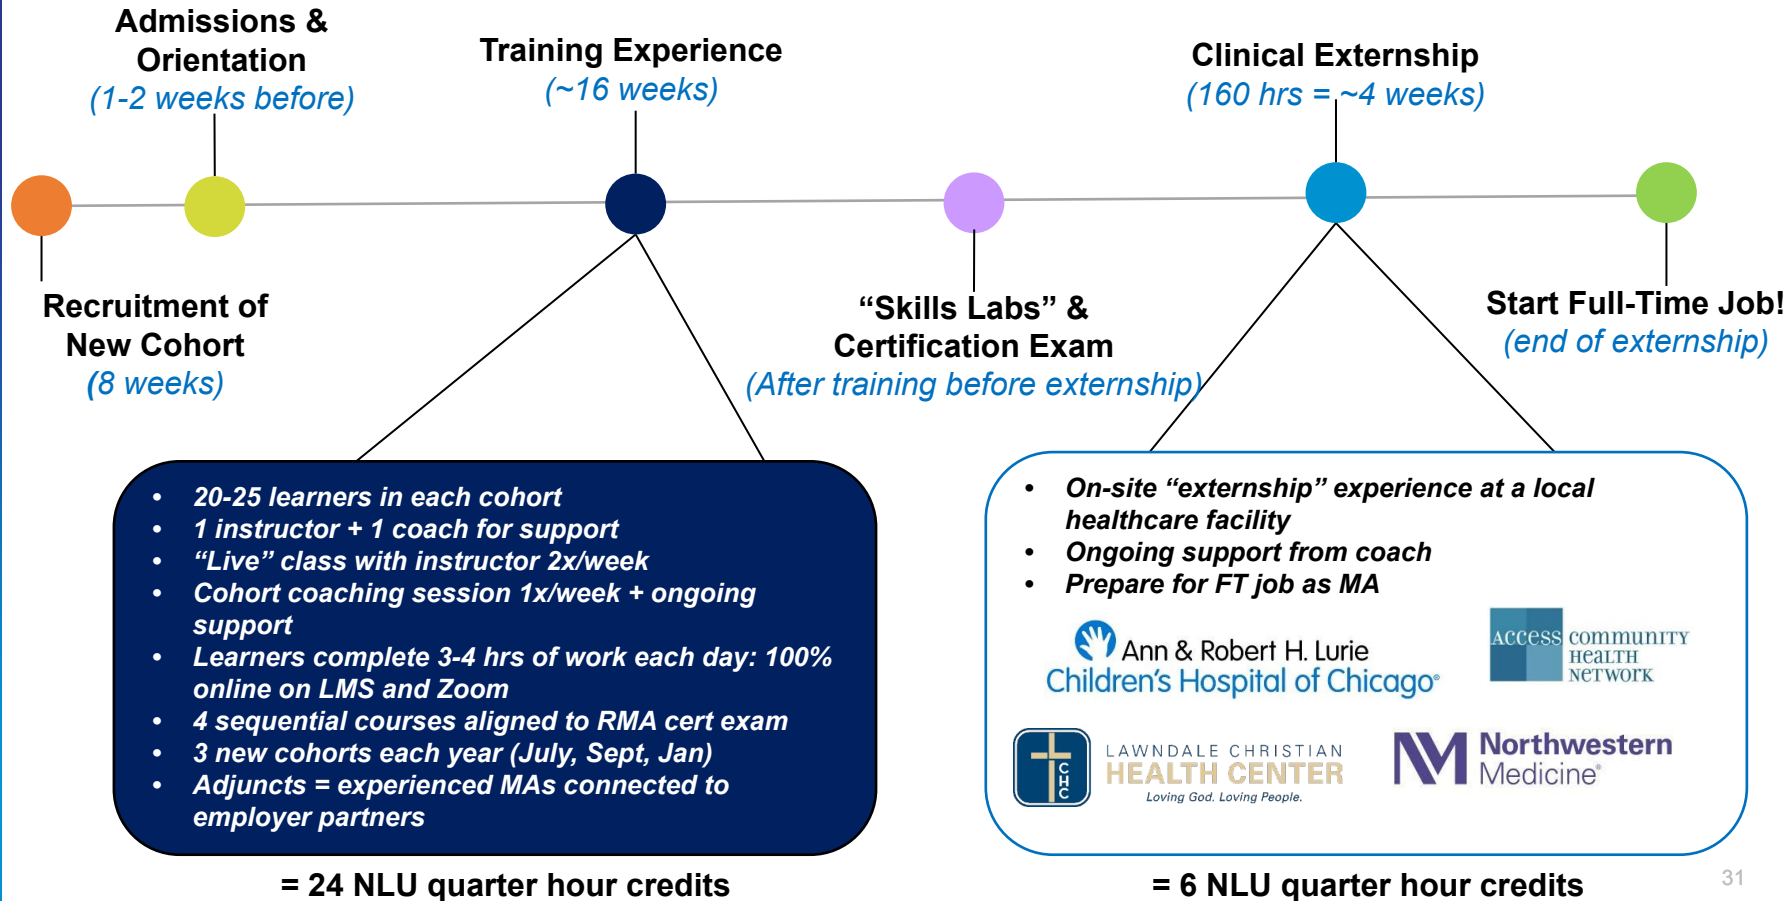 Admissions &
Orientation
(1-2 weeks before)
Training Experience
(~16 weeks)
Clinical Externship
(160 hrs = ~4 weeks)
Recruitment of
New Cohort
(8 weeks)
“Skills Labs” &
Certification Exam
(After training before externship)
Start Full-Time Job!
(end of externship)
• 20-25 learners in each cohort
• 1 instructor + 1 coach for support
• “Live” class with instructor 2x/week
• Cohort coaching session 1x/week + ongoing
support
• Learners complete 3-4 hrs of work each day: 100%
online on LMS and Zoom
• 4 sequential courses aligned to RMA cert exam
• 3 new cohorts each year (July, Sept, Jan)
• Adjuncts = experienced MAs connected to
employer partners
= 24 NLU quarter hour credits
• On-site “externship” experience at a local
healthcare facility
• Ongoing support from coach
• Prepare for FT job as MA
Ann & Robert H. Lurie
Children's Hospital of Chicago®
ACCESS COMMUNITY
HEALTH
NETWORK
CHC
LAWNDALE CHRISTIAN
HEALTH CENTER
Loving God. Loving People.
NM Northwestern
Medicine®
= 6 NLU quarter hour credits
31